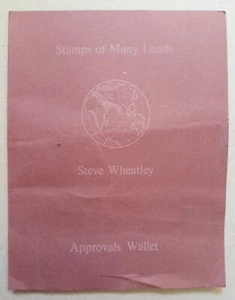 Stamps of Many Lands
Steve Wheatley
Approvals Wallet